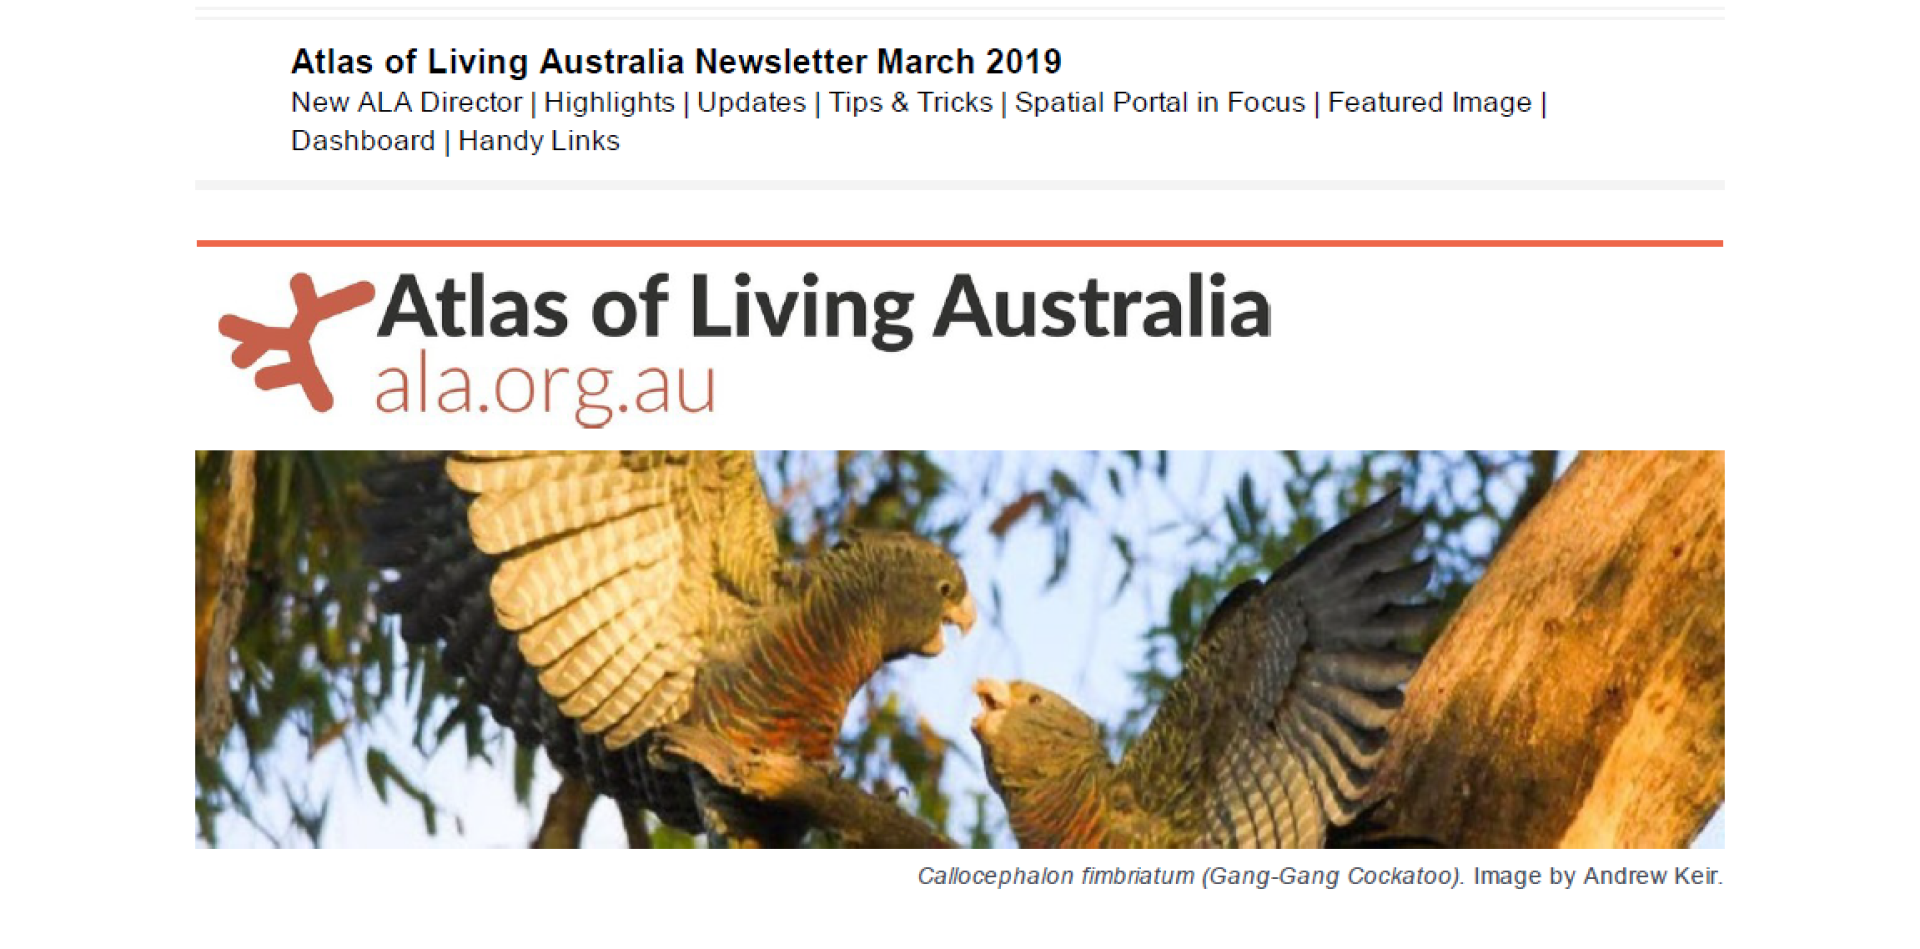 Atlas of Living Australia Newsletter March 2019
New ALA Director | Highlights | Updates | Tips & Tricks | Spatial Portal in Focus | Featured Image |
Dashboard | Handy Links
Atlas of Living Australia
ala.org.au
Callocephalon fimbriatum (Gang-Gang Cockatoo). Image by Andrew Keir.